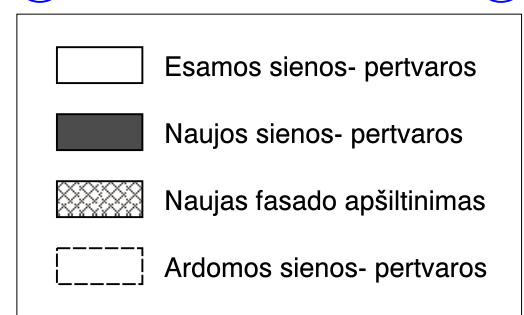 Esamos sienos- pertvaros
Naujos sienos- pertvaros
Naujas fasado apšiltinimas
Ardomos sienos- pertvaros